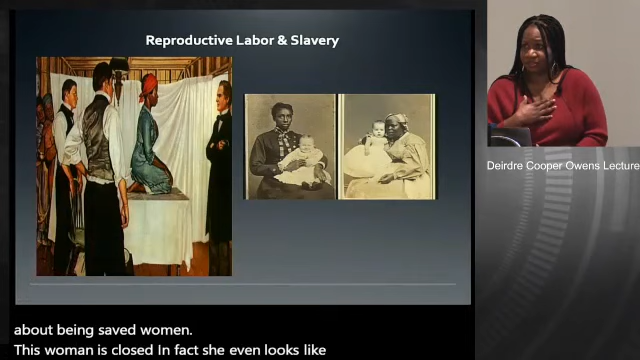 Reproductive Labor & Slavery
Deirdre Cooper Owens Lecture
about being saved women.
This woman is closed In fact she even looks like